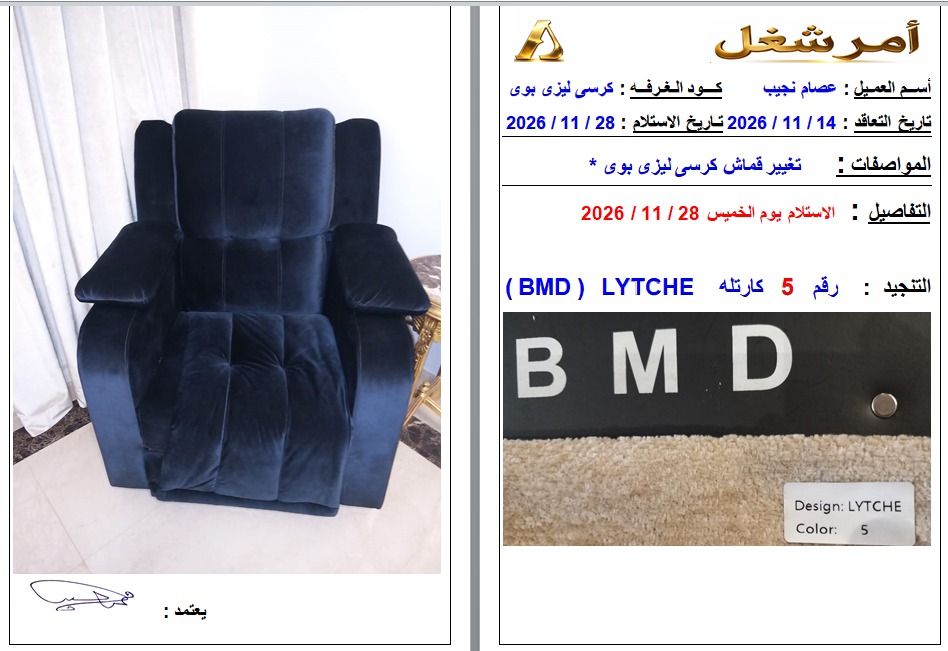 أمر شغل
أسم العميل : عصام نجيب كود الغرفه : كرسى ليزى بوى
تاريخ التعاقد : 14 / 11 / 2026 تاريخ الاستلام : 28 / 11 / 2026
المواصفات : تغيير قماش كرسى ليزى بوى *
التفاصيل : الاستلام يوم الخميس 28 / 11 / 2026
التنجيد : رقم 5 كارتله LYTCHE ( BMD )
BMD
Design: LYTCHE
Color: 5
يعتمد :